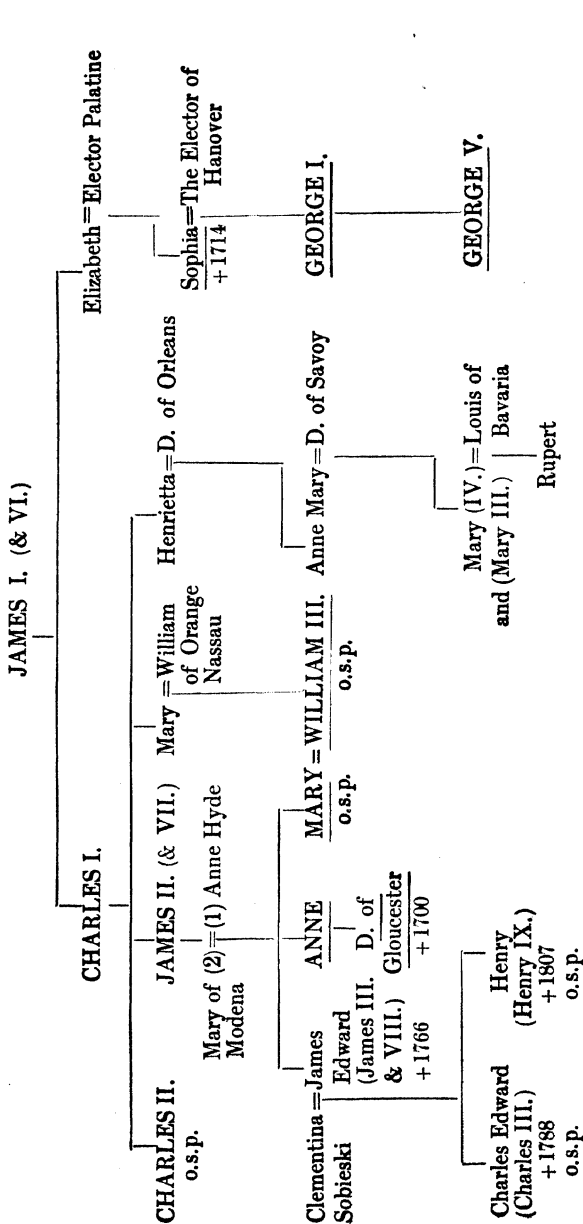 JAMES I. (& VI.)
CHARLES I.
Elizabeth=Elector Palatine
CHARLES II.
o.s.p.
JAMES II. (& VII.)
Mary of (2)=(1) Anne Hyde
Modena
Mary=William
of Orange
Nassau
Henrietta=D. of Orleans
Sophia=The Elector of
+1714
Hanover
Clementina=James
Sobieski
Edward
(James III.
& VIII.)
+1766
ANNE
D. of
Gloucester
+1700
MARY=WILLIAM III.
o.s.p.
o.s.p.
Anne Mary=D. of Savoy
GEORGE I.
Charles Edward
(Charles III.)
+1788
o.s.p.
Henry
(Henry IX.)
+1807
o.s.p.
Mary (IV.)=Louis of
and (Mary III.)
Bavaria
Rupert
GEORGE V.